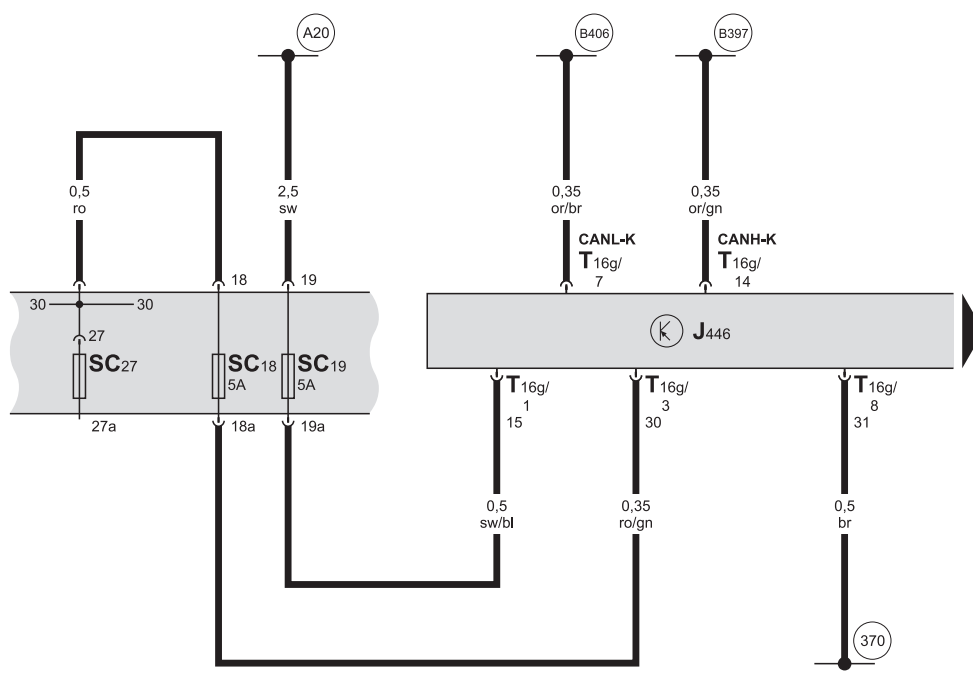 A20
B406
B397
0,5
ro
2,5
sw
0,35
or/br
0,35
or/gn
CANL-K
T16g/
7
CANH-K
T16g/
14
18
19
30
30
27
SC27
SC18
5A
SC19
5A
J446
27a
18a
19a
T16g/
1
15
T16g/
3
30
T16g/
8
31
0,5
sw/bl
0,35
ro/gn
0,5
br
370